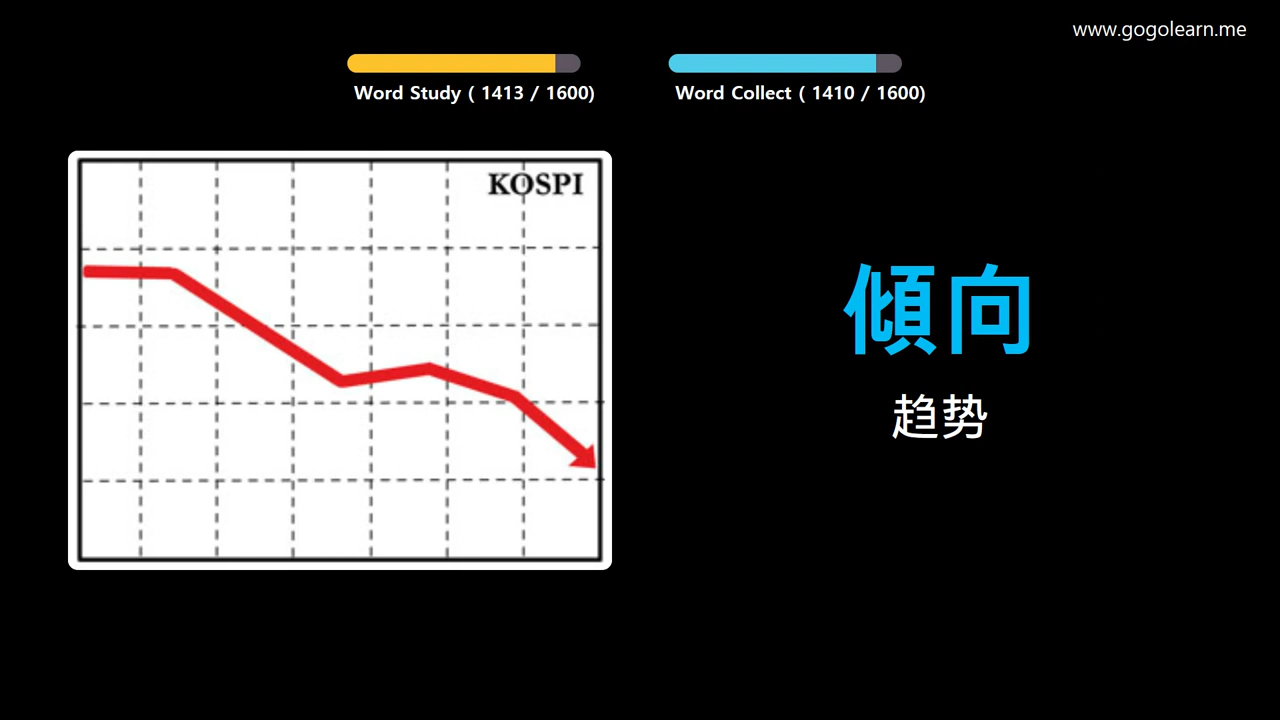 www.gogolearn.me
Word Study ( 1413 / 1600)
Word Collect ( 1410 / 1600)
KOSPI
傾向
趋势